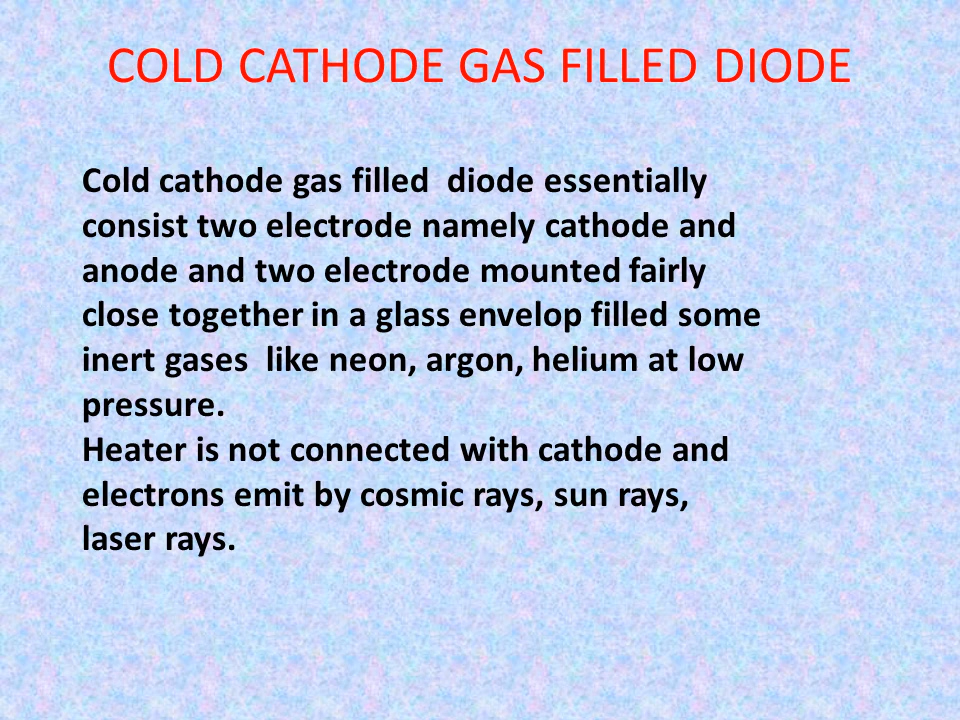 COLD CATHODE GAS FILLED DIODE
Cold cathode gas filled  diode essentially
consist two electrode namely cathode and
anode and two electrode mounted fairly
close together in a glass envelop filled some
inert gases  like neon, argon, helium at low
pressure.
Heater is not connected with cathode and
electrons emit by cosmic rays, sun rays,
laser rays.